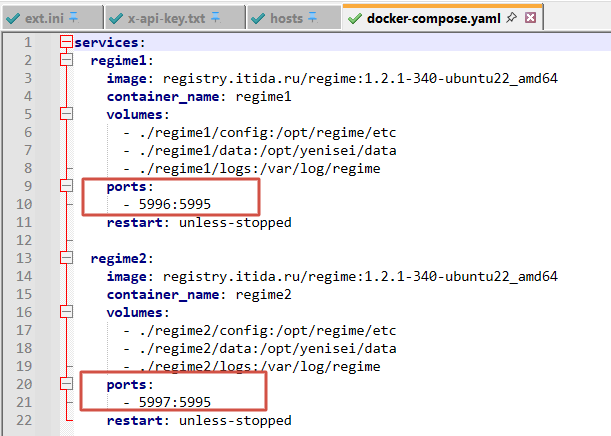 ext.ini x-api-key.txt hosts docker-compose.yaml
1 services:
2 regime1:
3 image: registry.itida.ru/regime:1.2.1-340-ubuntu22_amd64
4 container_name: regime1
5 volumes:
6 - ./regime1/config:/opt/regime/etc
7 - ./regime1/data:/opt/yenisei/data
8 - ./regime1/logs:/var/log/regime
9 ports:
10 - 5996:5995
11 restart: unless-stopped
12
13 regime2:
14 image: registry.itida.ru/regime:1.2.1-340-ubuntu22_amd64
15 container_name: regime2
16 volumes:
17 - ./regime2/config:/opt/regime/etc
18 - ./regime2/data:/opt/yenisei/data
19 - ./regime2/logs:/var/log/regime
20 ports:
21 - 5997:5995
22 restart: unless-stopped